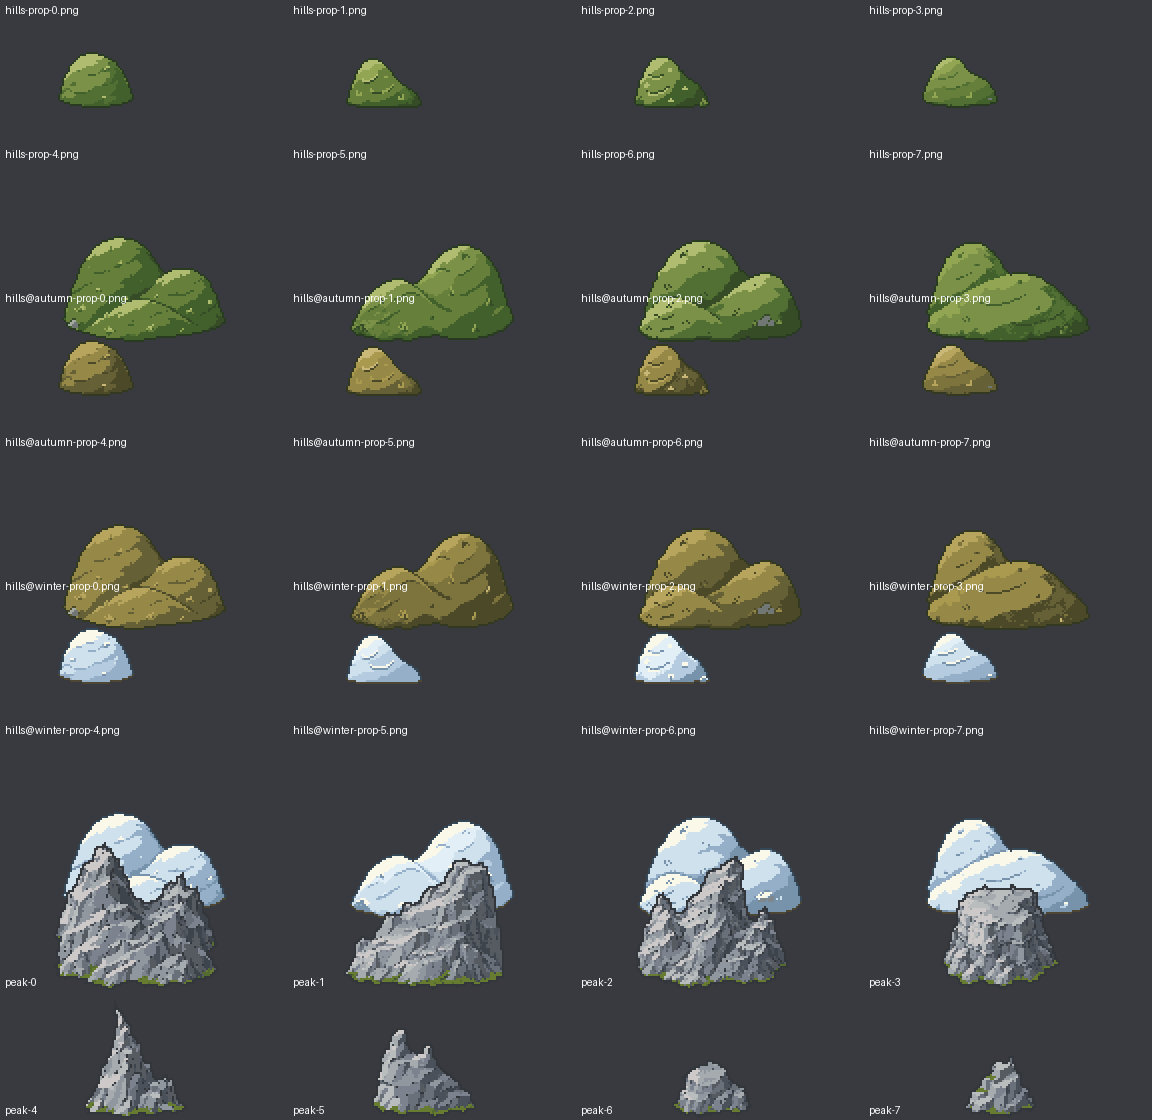 hills-prop-0.png hills-prop-1.png hills-prop-2.png hills-prop-3.png
hills-prop-4.png hills-prop-5.png hills-prop-6.png hills-prop-7.png
hills@autumn-prop-0.png hills@autumn-prop-1.png hills@autumn-prop-2.png hills@autumn-prop-3.png
hills@autumn-prop-4.png hills@autumn-prop-5.png hills@autumn-prop-6.png hills@autumn-prop-7.png
hills@winter-prop-0.png hills@winter-prop-1.png hills@winter-prop-2.png hills@winter-prop-3.png
hills@winter-prop-4.png hills@winter-prop-5.png hills@winter-prop-6.png hills@winter-prop-7.png
peak-0 peak-1 peak-2 peak-3
peak-4 peak-5 peak-6 peak-7